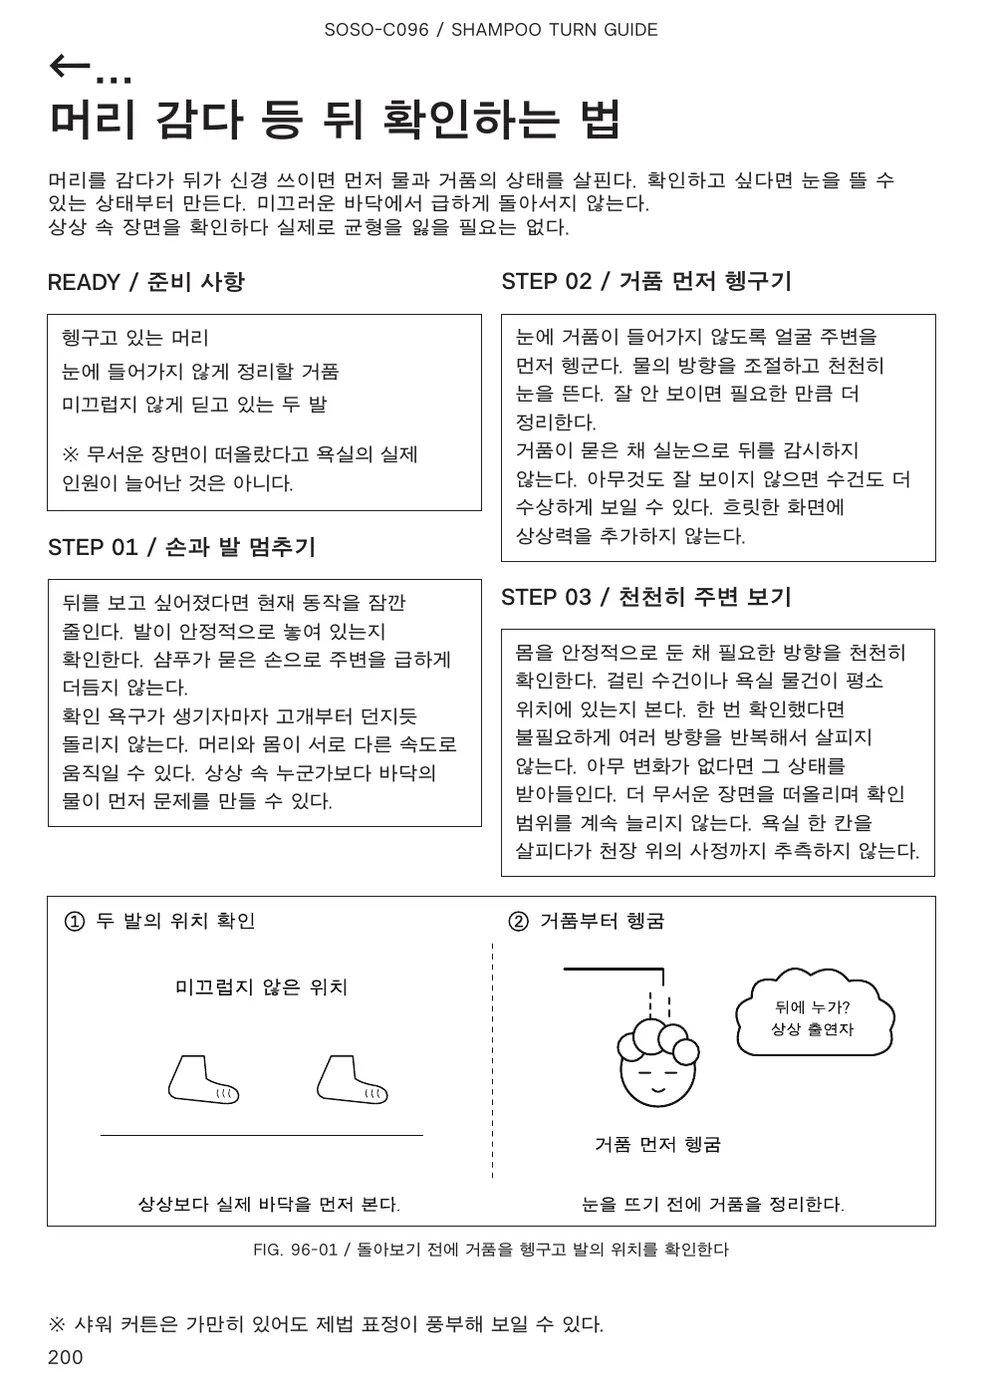 SOSO-C096 / SHAMPOO TURN GUIDE
←...
머리 감다 등 뒤 확인하는 법
머리를 감다가 뒤가 신경 쓰이면 먼저 물과 거품의 상태를 살핀다. 확인하고 싶다면 눈을 뜰 수
있는 상태부터 만든다. 미끄러운 바닥에서 급하게 돌아서지 않는다.
상상 속 장면을 확인하다 실제로 균형을 잃을 필요는 없다.
READY / 준비 사항
헹구고 있는 머리
눈에 들어가지 않게 정리할 거품
미끄럽지 않게 딛고 있는 두 발
※ 무서운 장면이 떠올랐다고 욕실의 실제
인원이 늘어난 것은 아니다.
STEP 01 / 손과 발 멈추기
뒤를 보고 싶어졌다면 현재 동작을 잠깐
줄인다. 발이 안정적으로 놓여 있는지
확인한다. 샴푸가 묻은 손으로 주변을 급하게
더듬지 않는다.
확인 욕구가 생기자마자 고개부터 던지듯
돌리지 않는다. 머리와 몸이 서로 다른 속도로
움직일 수 있다. 상상 속 누군가보다 바닥의
물이 먼저 문제를 만들 수 있다.
STEP 02 / 거품 먼저 헹구기
눈에 거품이 들어가지 않도록 얼굴 주변을
먼저 헹군다. 물의 방향을 조절하고 천천히
눈을 뜬다. 잘 안 보이면 필요한 만큼 더
정리한다.
거품이 묻은 채 실눈으로 뒤를 감시하지
않는다. 아무것도 잘 보이지 않으면 수건도 더
수상하게 보일 수 있다. 흐릿한 화면에
상상력을 추가하지 않는다.
STEP 03 / 천천히 주변 보기
몸을 안정적으로 둔 채 필요한 방향을 천천히
확인한다. 걸린 수건이나 욕실 물건이 평소
위치에 있는지 본다. 한 번 확인했다면
불필요하게 여러 방향을 반복해서 살피지
않는다. 아무 변화가 없다면 그 상태를
받아들인다. 더 무서운 장면을 떠올리며 확인
범위를 계속 늘리지 않는다. 욕실 한 칸을
살피다가 천장 위의 사정까지 추측하지 않는다.
① 두 발의 위치 확인
미끄럽지 않은 위치
상상보다 실제 바닥을 먼저 본다.
② 거품부터 헹굼
뒤에 누가?
상상 출연자
거품 먼저 헹굼
눈을 뜨기 전에 거품을 정리한다.
FIG. 96-01 / 돌아보기 전에 거품을 헹구고 발의 위치를 확인한다
※ 샤워 커튼은 가만히 있어도 제법 표정이 풍부해 보일 수 있다.
200